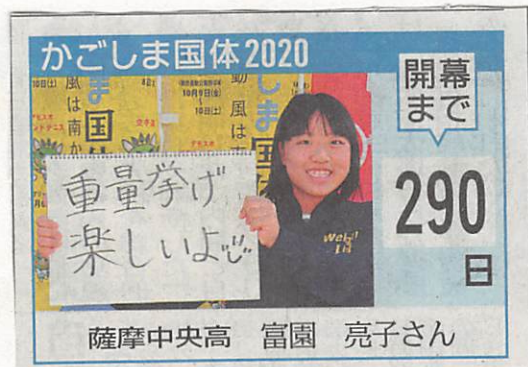 かごしま国体2020
開幕
まで
290
日
重量挙げ
楽しいよ
薩摩中央高 富園 亮子さん